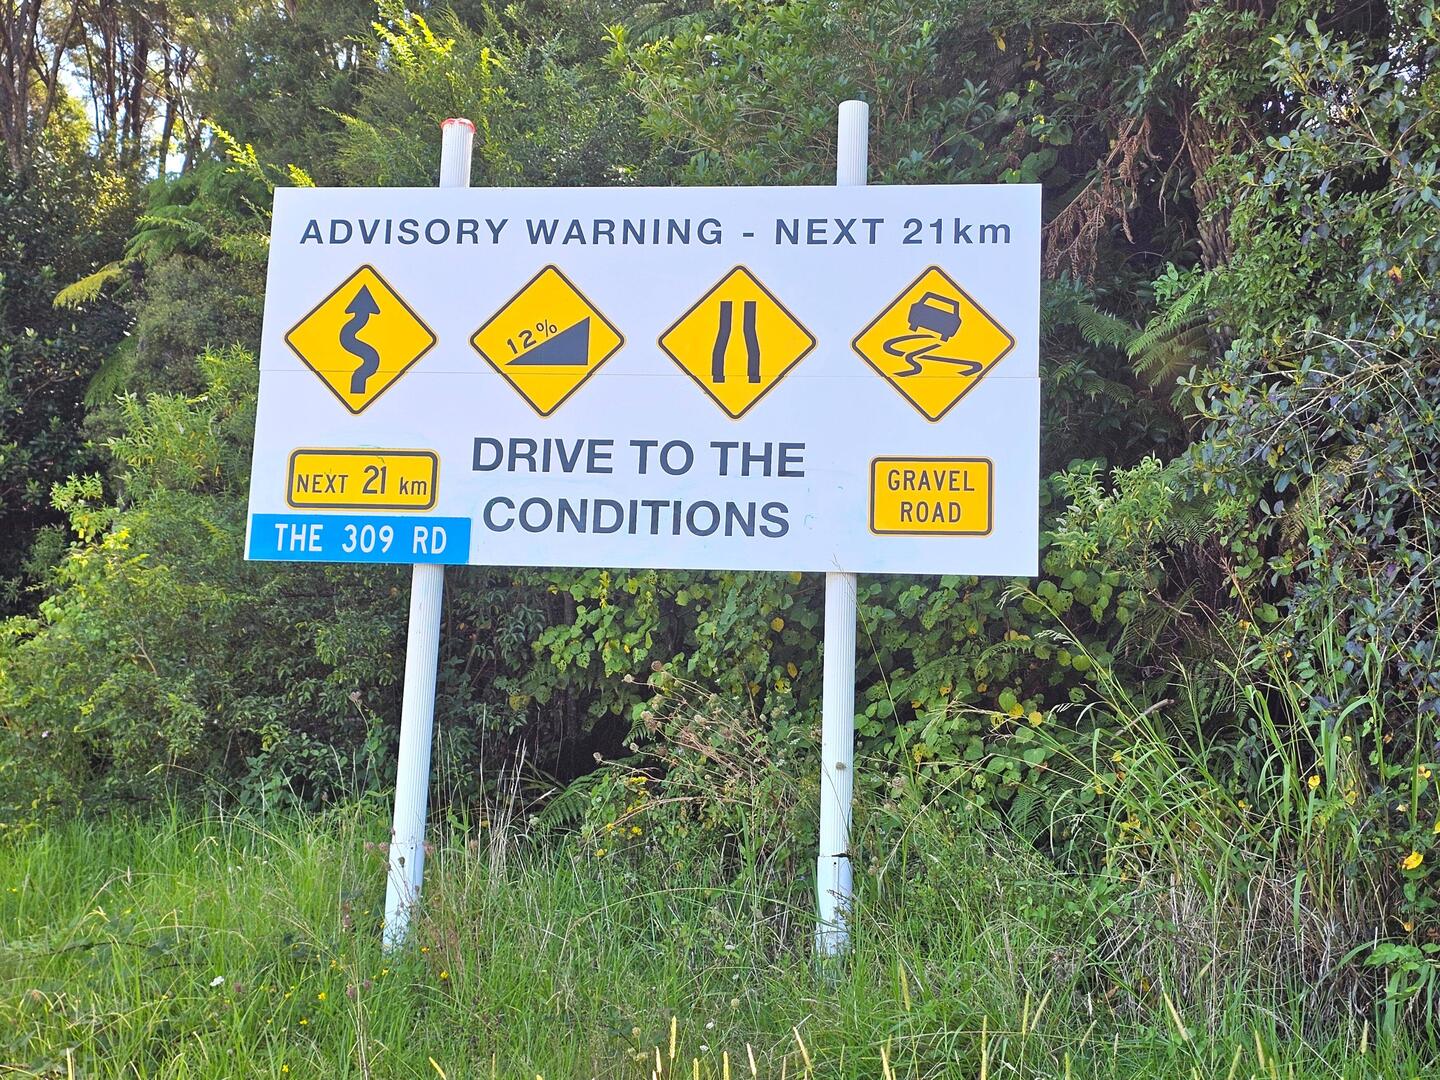 ADVISORY WARNING - NEXT 21km
12%
DRIVE TO THE
CONDITIONS
NEXT 21 km
THE 309 RD
GRAVEL
ROAD